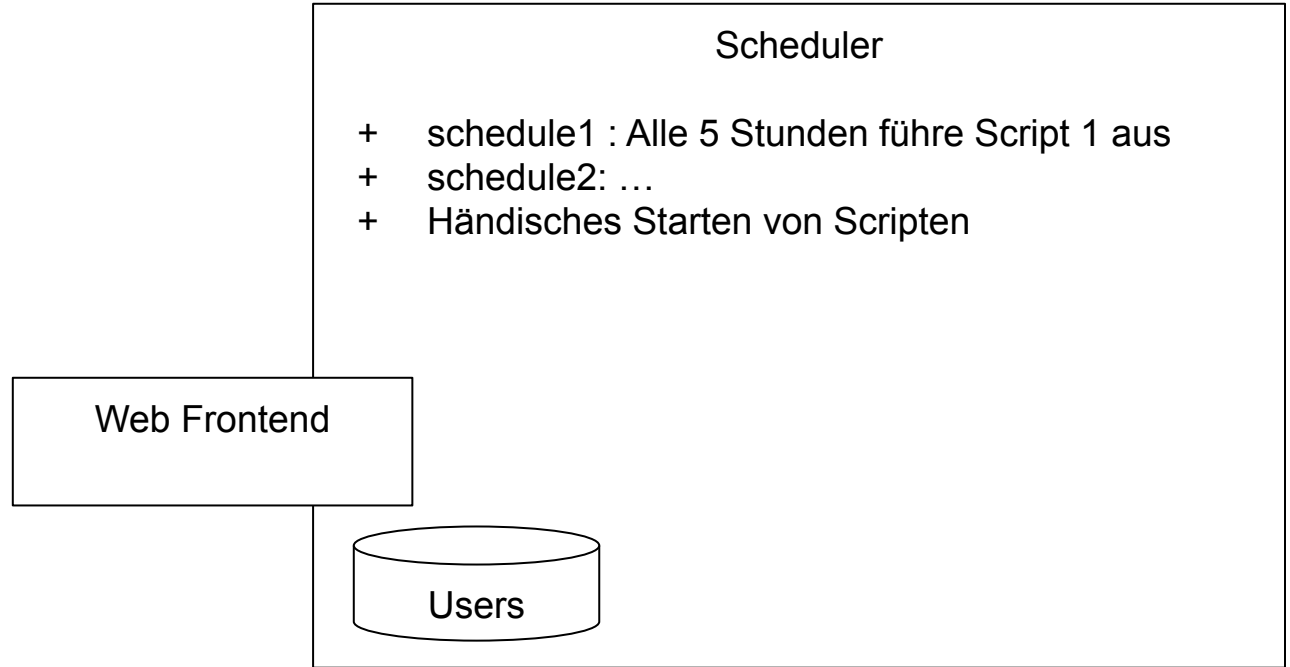 Scheduler
+ schedule1 : Alle 5 Stunden führe Script 1 aus
+ schedule2: …
+ Händisches Starten von Scripten
Web Frontend
Users